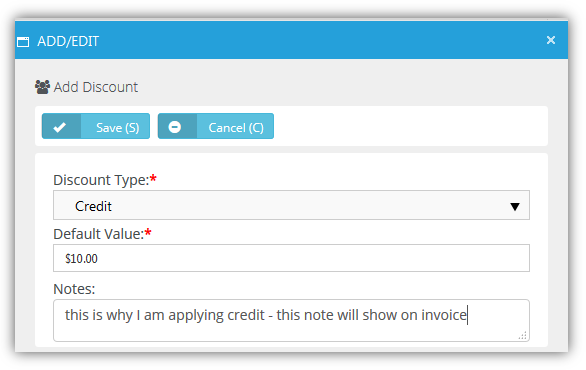 ADD/EDIT ×
Add Discount
Save (S) Cancel (C)
Discount Type:*
Credit
Default Value:*
$10.00
Notes:
this is why I am applying credit - this note will show on invoice